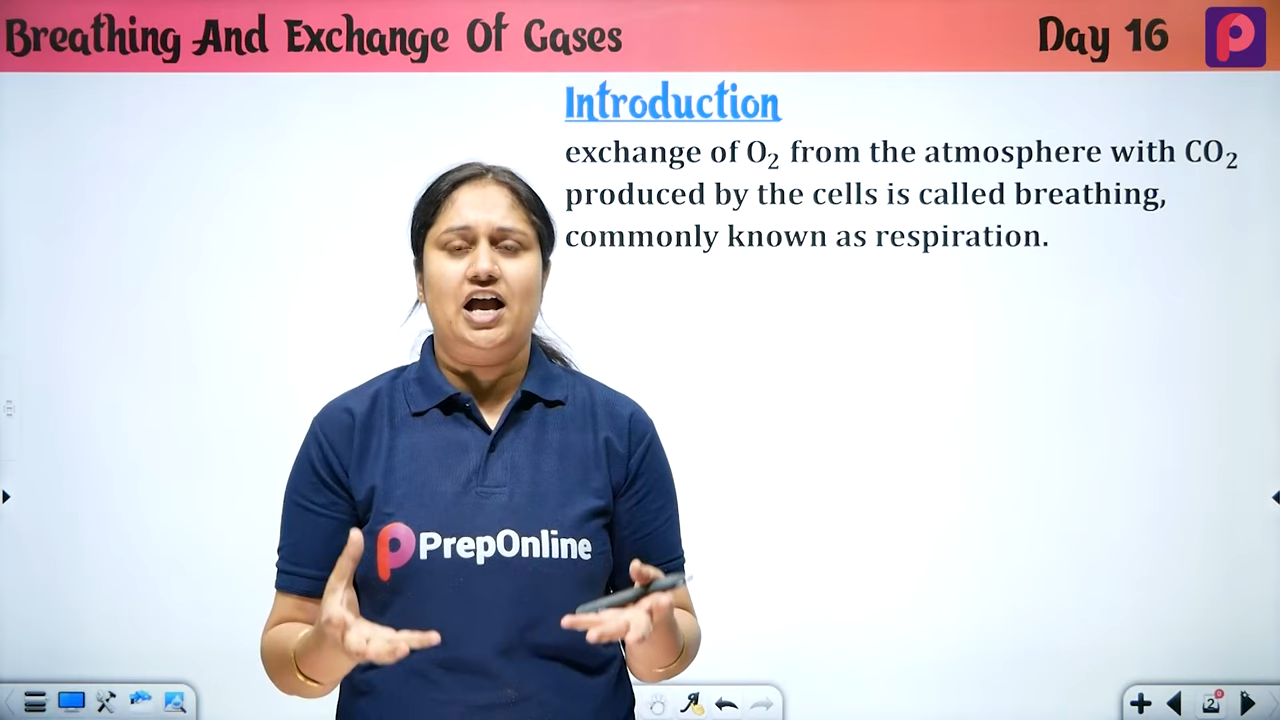 Breathing And Exchange Of Gases
Day 16
Introduction
exchange of O₂ from the atmosphere with CO₂
produced by the cells is called breathing,
commonly known as respiration.
PrepOnline
2